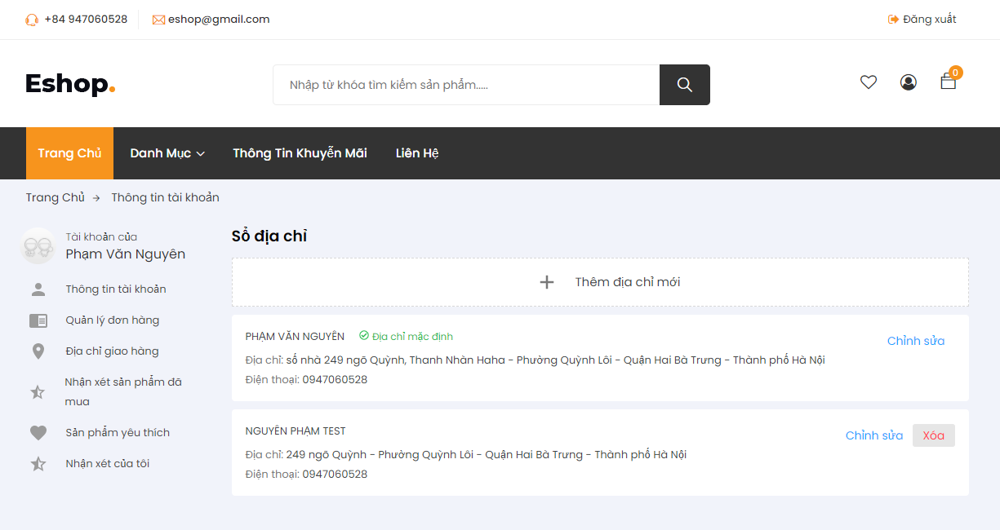 +84 947060528 eshop@gmail.com Đăng xuất
Eshop. Nhập từ khóa tìm kiếm sản phẩm..... 0
Trang Chủ Danh Mục Thông Tin Khuyễn Mãi Liên Hệ
Trang Chủ → Thông tin tài khoản
Tài khoản của
Phạm Văn Nguyên
Thông tin tài khoản
Quản lý đơn hàng
Địa chỉ giao hàng
Nhận xét sản phẩm đã
mua
Sản phẩm yêu thích
Nhận xét của tôi
Sổ địa chỉ
+ Thêm địa chỉ mới
PHẠM VĂN NGUYÊN Địa chỉ mặc định Chỉnh sửa
Địa chỉ: số nhà 249 ngõ Quỳnh, Thanh Nhàn Haha - Phường Quỳnh Lôi - Quận Hai Bà Trưng - Thành phố Hà Nội
Điện thoại: 0947060528
NGUYÊN PHẠM TEST Chỉnh sửa Xóa
Địa chỉ: 249 ngõ Quỳnh - Phường Quỳnh Lôi - Quận Hai Bà Trưng - Thành phố Hà Nội
Điện thoại: 0947060528